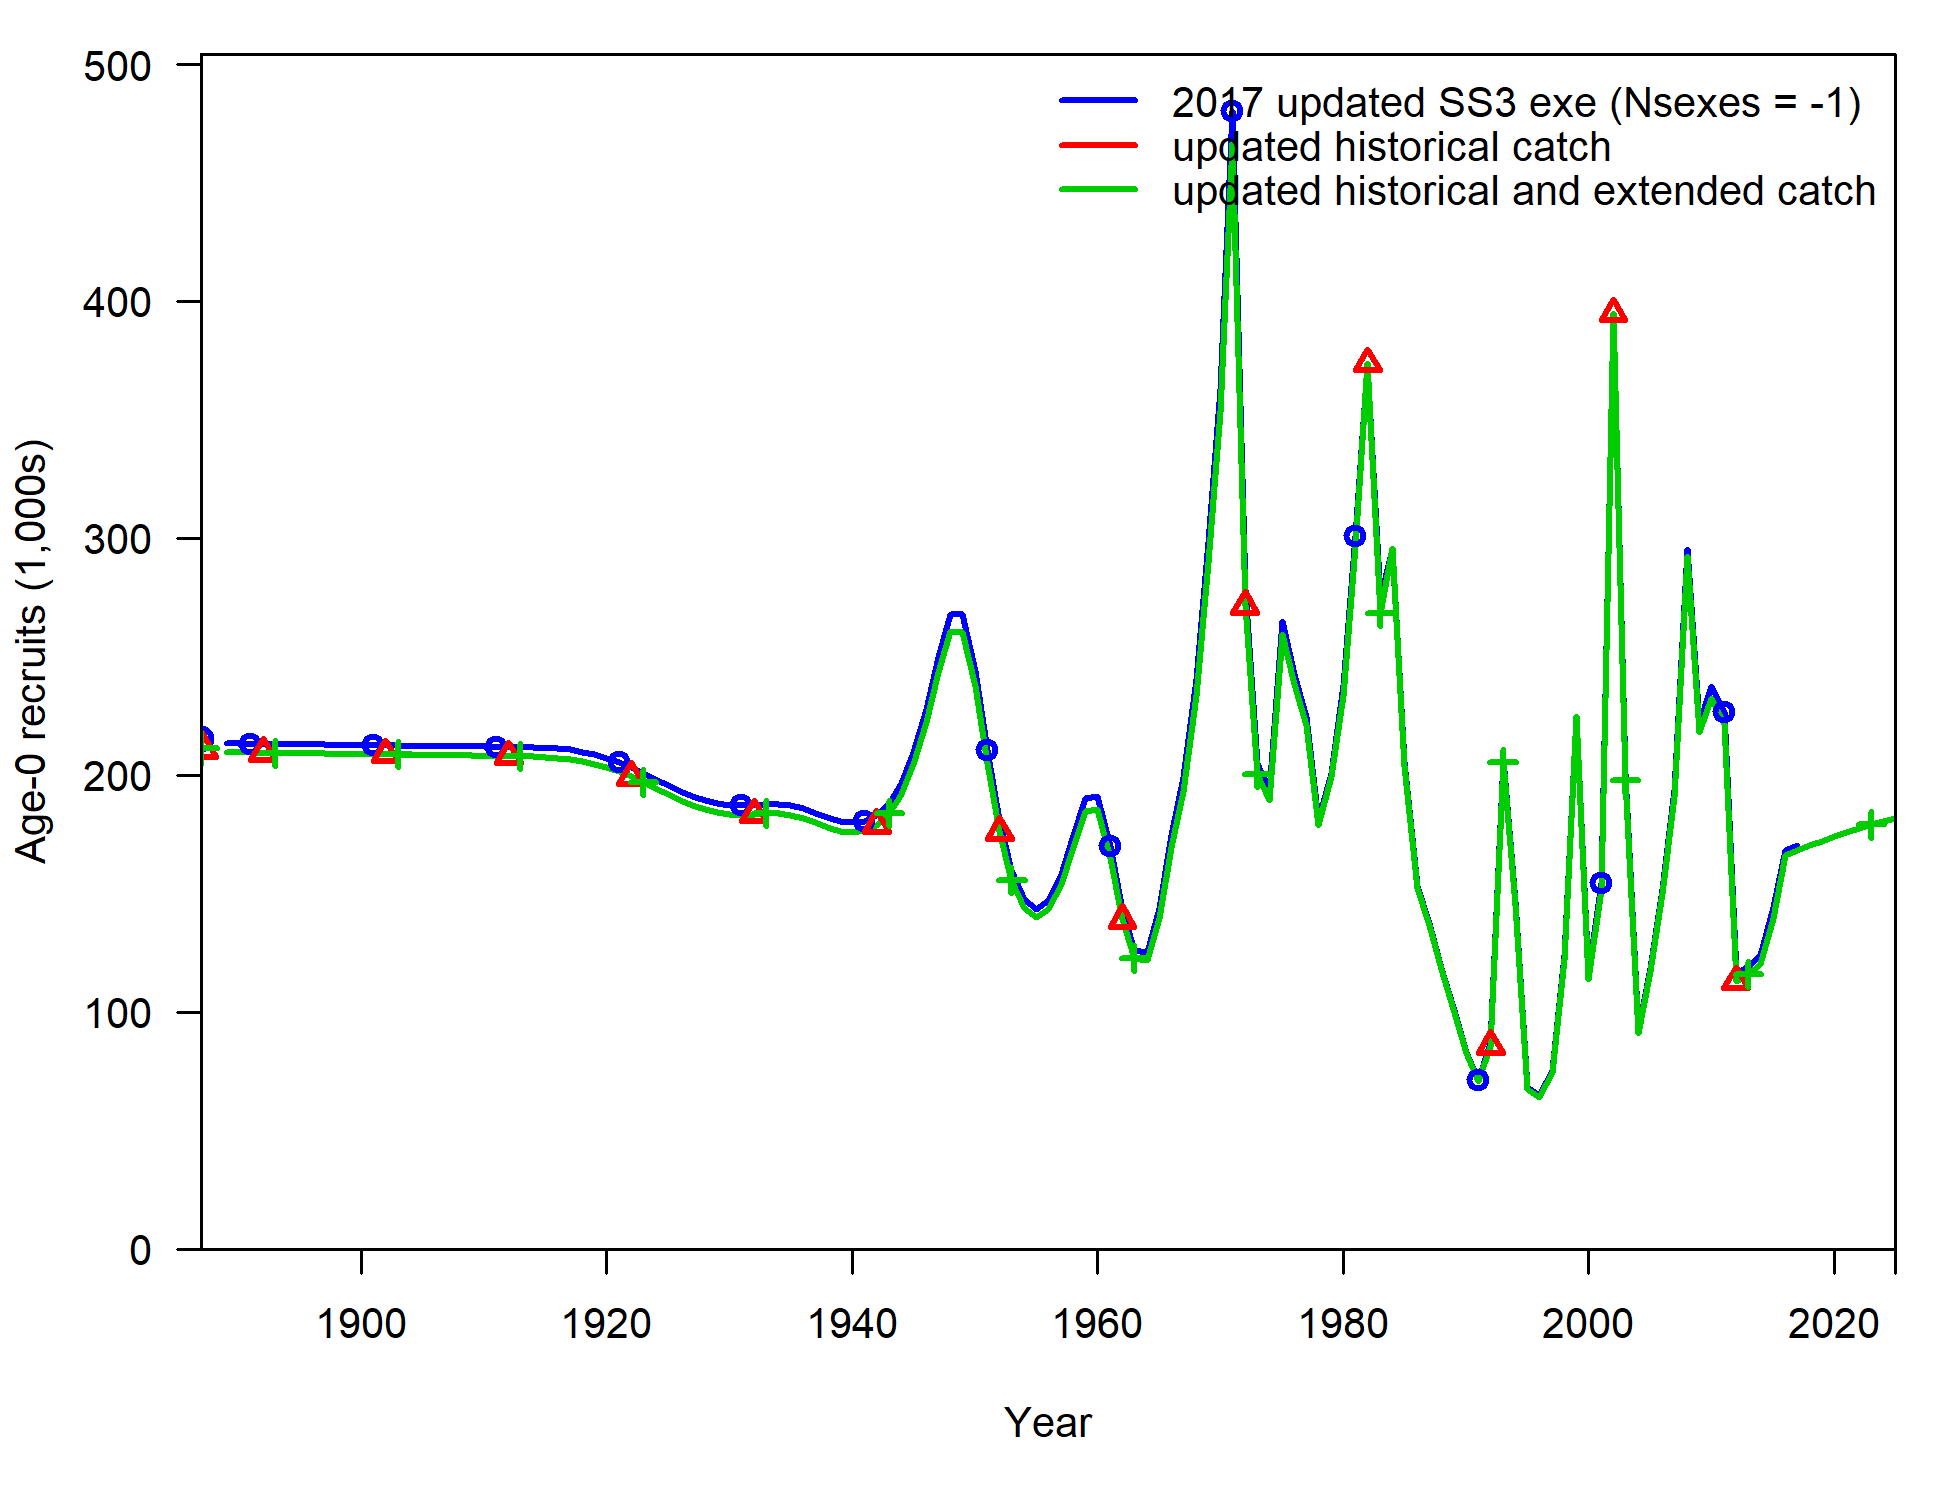 2017 updated SS3 exe (Nsexes = -1)
updated historical catch
updated historical and extended catch
500
400
300
200
100
0
Age-0 recruits (1,000s)
1900 1920 1940 1960 1980 2000 2020
Year